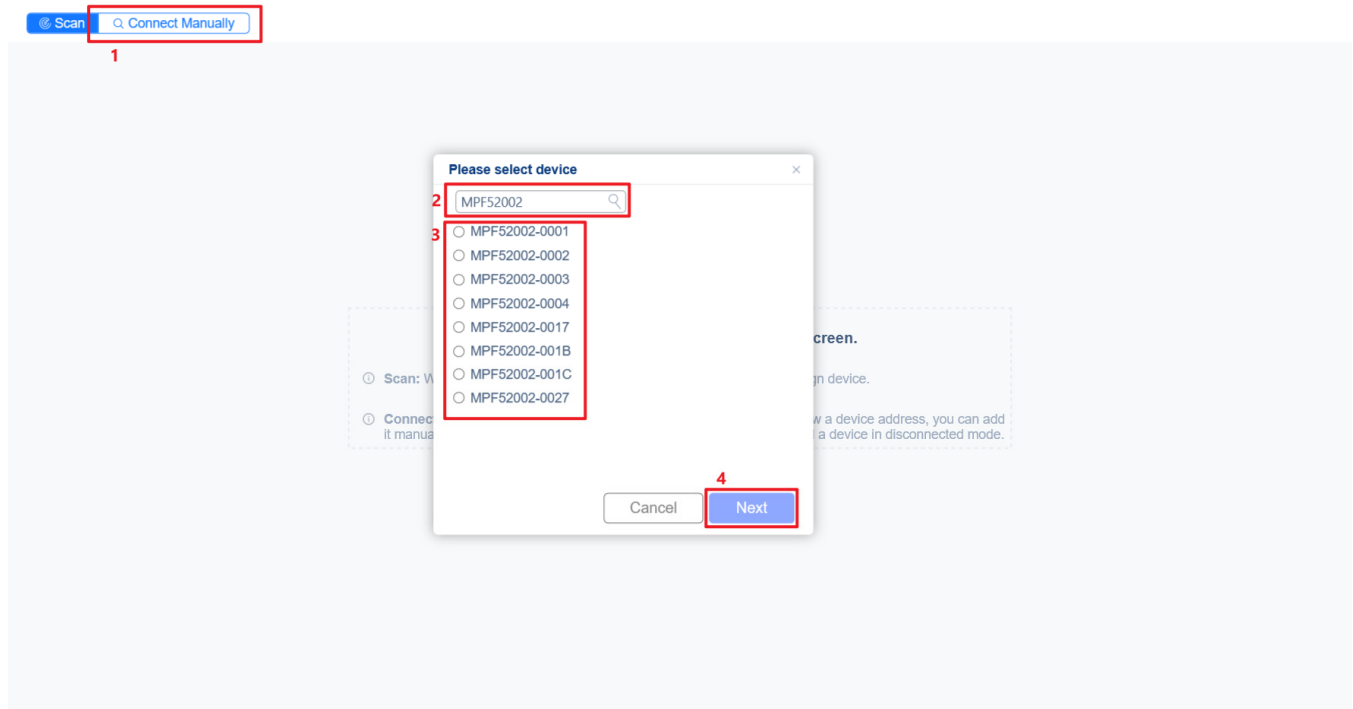 Scan Connect Manually
1
Please select device
2 MPF52002
3 MPF52002-0001
MPF52002-0002
MPF52002-0003
MPF52002-0004
MPF52002-0017
MPF52002-001B
MPF52002-001C
MPF52002-0027
creen.
Scan: W gn device.
Connec w a device address, you can add
it manua a device in disconnected mode.
4
Cancel Next